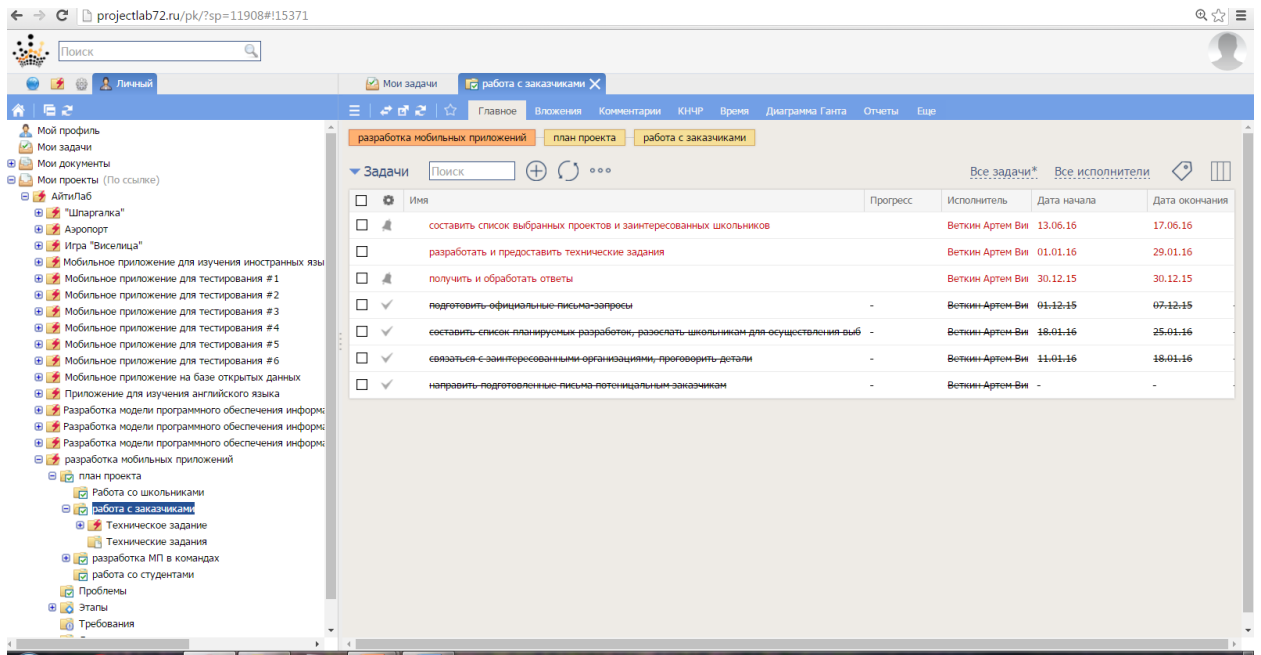 projectlab72.ru/pk/?sp=11908#!15371
Поиск
Личный
Мои задачи
работа с заказчиками
Главное Вложения Комментарии КНЧР Время Диаграмма Ганта Отчеты Еще
Мой профиль
Мои задачи
Мои документы
Мои проекты (По ссылке)
АйтиЛаб
"Шпаргалка"
Аэропорт
Игра "Виселица"
Мобильное приложение для изучения иностранных язы
Мобильное приложение для тестирования #1
Мобильное приложение для тестирования #2
Мобильное приложение для тестирования #3
Мобильное приложение для тестирования #4
Мобильное приложение для тестирования #5
Мобильное приложение для тестирования #6
Мобильное приложение на базе открытых данных
Приложение для изучения английского языка
Разработка модели программного обеспечения информа
Разработка модели программного обеспечения информа
Разработка модели программного обеспечения информа
разработка мобильных приложений
план проекта
Работа со школьниками
работа с заказчиками
Техническое задание
Технические задания
разработка МП в командах
работа со студентами
Проблемы
Этапы
Требования
разработка мобильных приложений план проекта работа с заказчиками
Задачи Поиск Все задачи* Все исполнители
Имя Прогресс Исполнитель Дата начала Дата окончания
составить список выбранных проектов и заинтересованных школьников Веткин Артем Ви 13.06.16 17.06.16
разработать и предоставить технические задания Веткин Артем Ви 01.01.16 29.01.16
получить и обработать ответы Веткин Артем Ви 30.12.15 30.12.15
подготовить официальные письма-запросы - Веткин Артем Ви 01.12.15 07.12.15
составить список планируемых разработок, разослать школьникам для осуществления выб - Веткин Артем Ви 18.01.16 25.01.16
связаться с заинтересованными организациями, проговорить детали - Веткин Артем Ви 11.01.16 18.01.16
направить подготовленные письма потенициальным заказчикам - Веткин Артем Ви - -